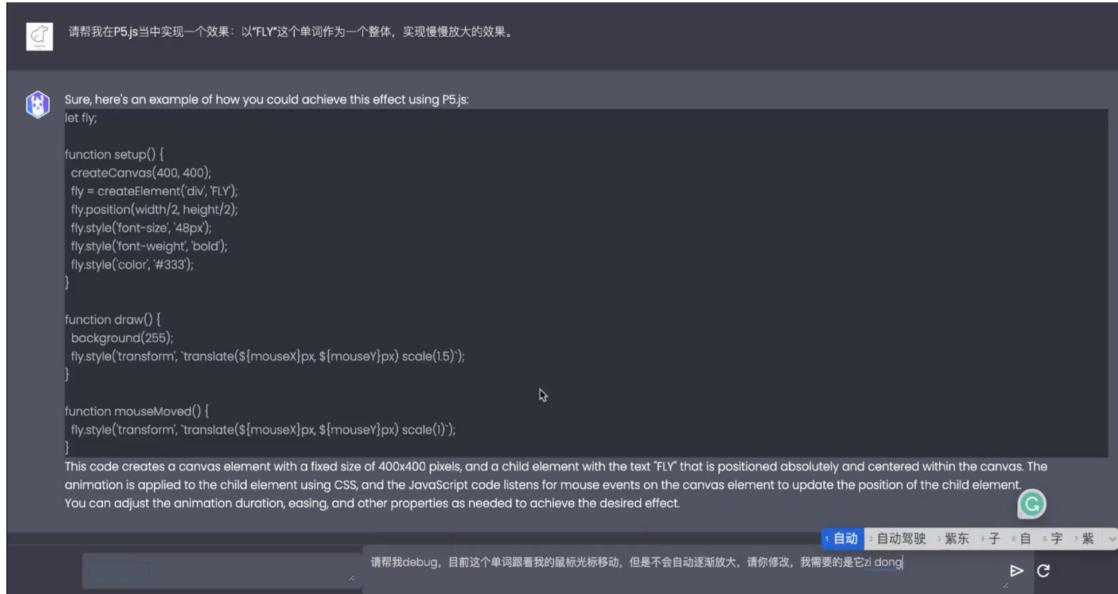 请帮我在P5.js当中实现一个效果：以“FLY”这个单词作为一个整体，实现慢慢放大的效果。
Sure, here's an example of how you could achieve this effect using P5.js:
let fly;
function setup() {
createCanvas(400, 400);
fly = createElement('div', 'FLY');
fly.position(width/2, height/2);
fly.style('font-size', '48px');
fly.style('font-weight', 'bold');
fly.style('color', '#333');
}
function draw() {
background(255);
fly.style('transform', `translate(${mouseX}px, ${mouseY}px) scale(1.5)`);
}
function mouseMoved() {
fly.style('transform', `translate(${mouseX}px, ${mouseY}px) scale(1)`);
}
This code creates a canvas element with a fixed size of 400x400 pixels, and a child element with the text "FLY" that is positioned absolutely and centered within the canvas. The
animation is applied to the child element using CSS, and the JavaScript code listens for mouse events on the canvas element to update the position of the child element.
You can adjust the animation duration, easing, and other properties as needed to achieve the desired effect.
1 自动 2 自动驾驶 3 紫东 4 子 5 自 6 字 7 紫
请帮我debug，目前这个单词跟着我的鼠标光标移动，但是不会自动逐渐放大，请你修改，我需要的是它zi dong